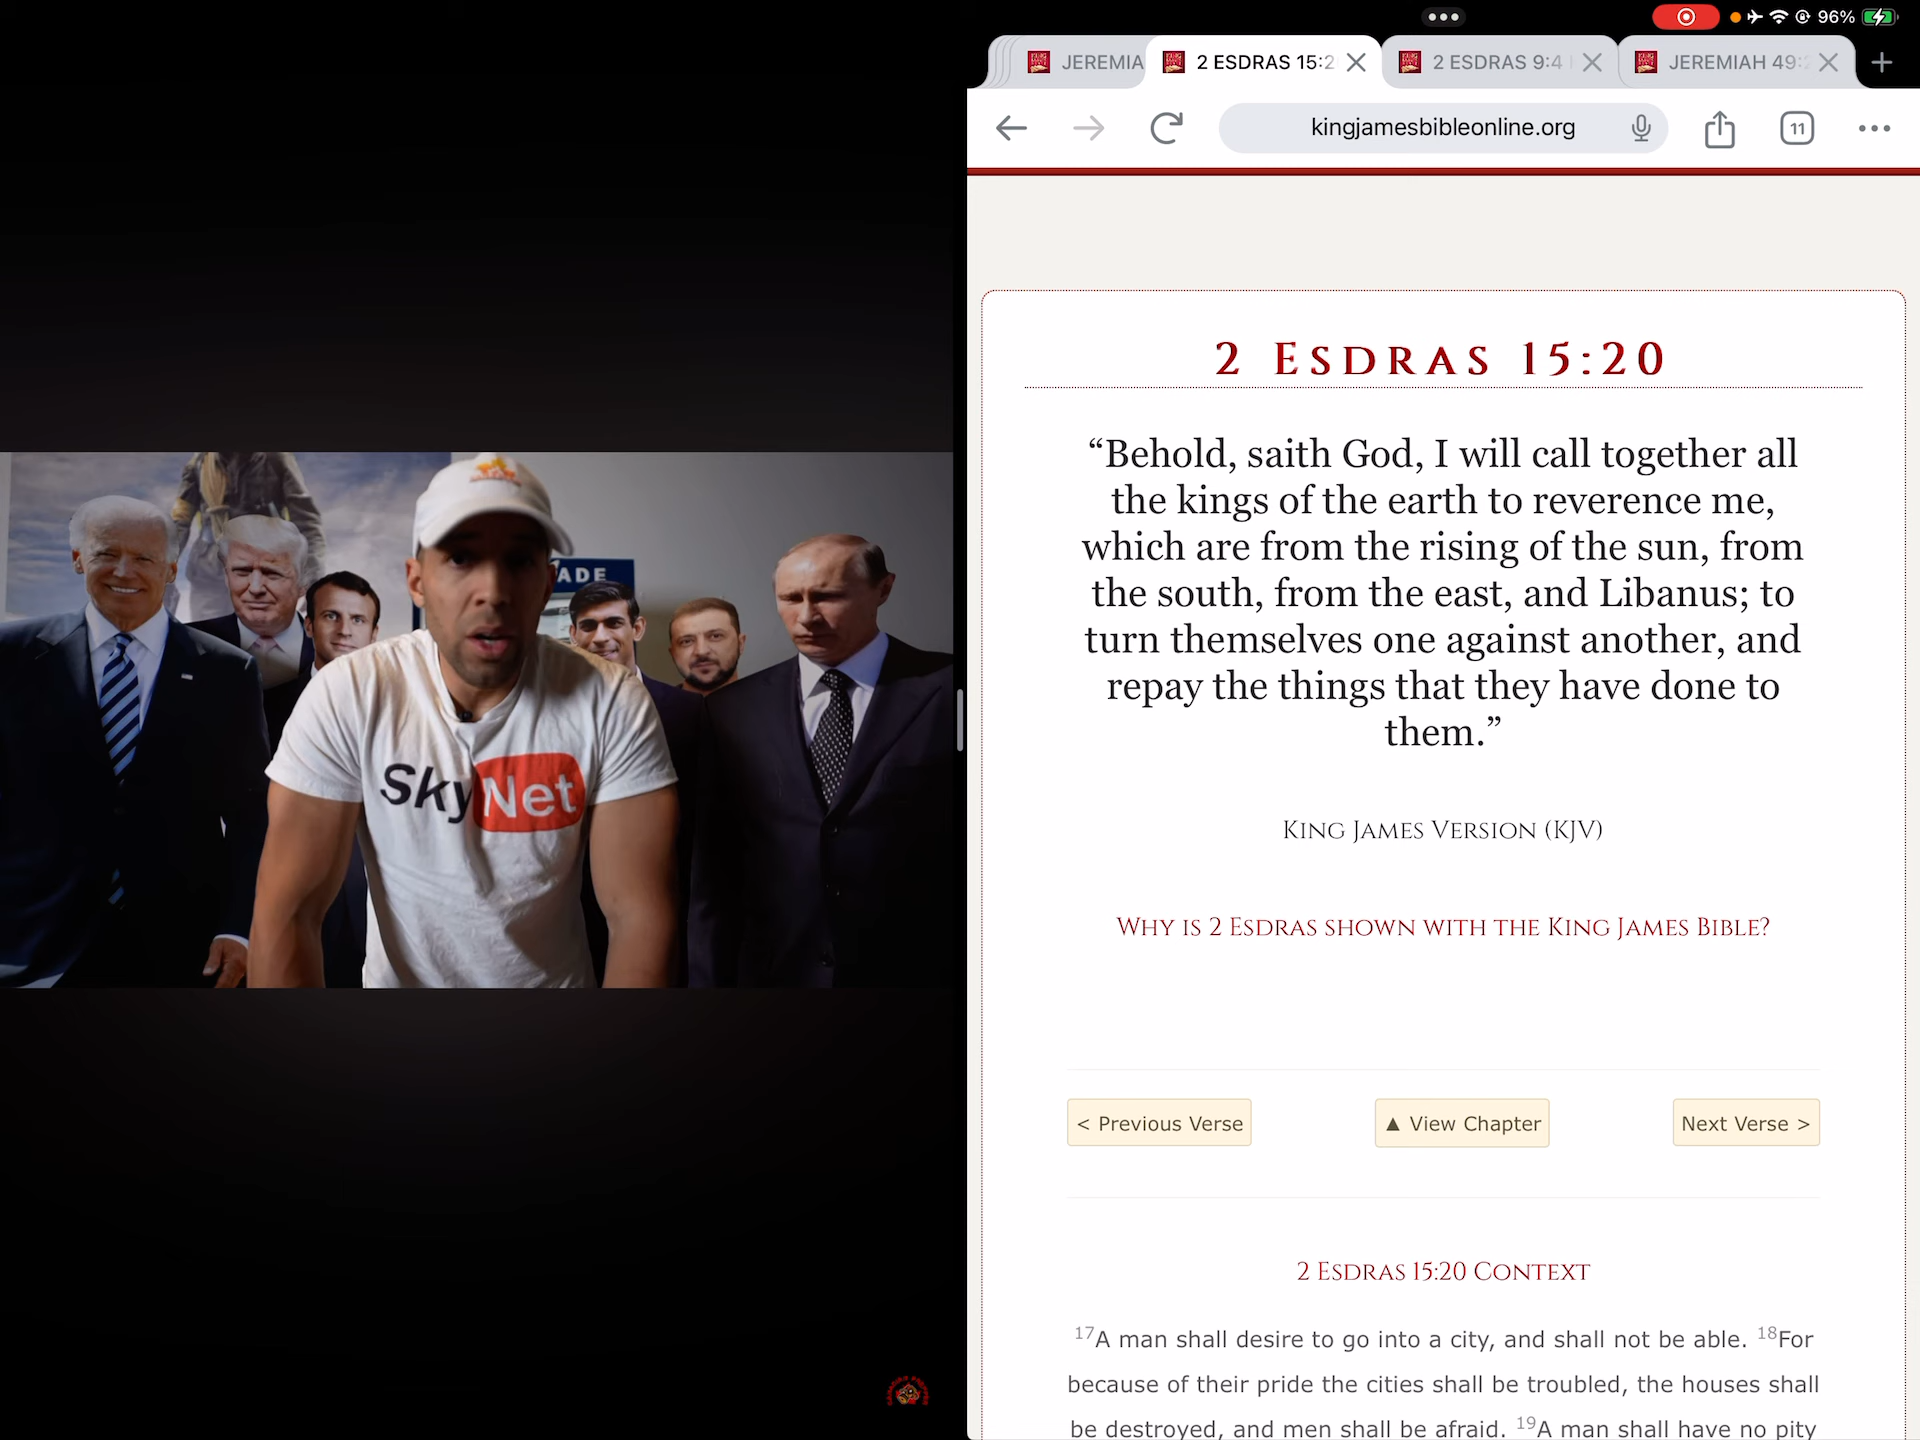 96%
JEREMIA
2 ESDRAS 15:2
2 ESDRAS 9:4
JEREMIAH 49:
kingjamesbibleonline.org
11
2 ESDRAS 15:20
“Behold, saith God, I will call together all
the kings of the earth to reverence me,
which are from the rising of the sun, from
the south, from the east, and Libanus; to
turn themselves one against another, and
repay the things that they have done to
them.”
KING JAMES VERSION (KJV)
WHY IS 2 ESDRAS SHOWN WITH THE KING JAMES BIBLE?
< Previous Verse
▲ View Chapter
Next Verse >
2 ESDRAS 15:20 CONTEXT
17A man shall desire to go into a city, and shall not be able. 18For
because of their pride the cities shall be troubled, the houses shall
be destroyed, and men shall be afraid. 19A man shall have no pity
ADE
SkyNet